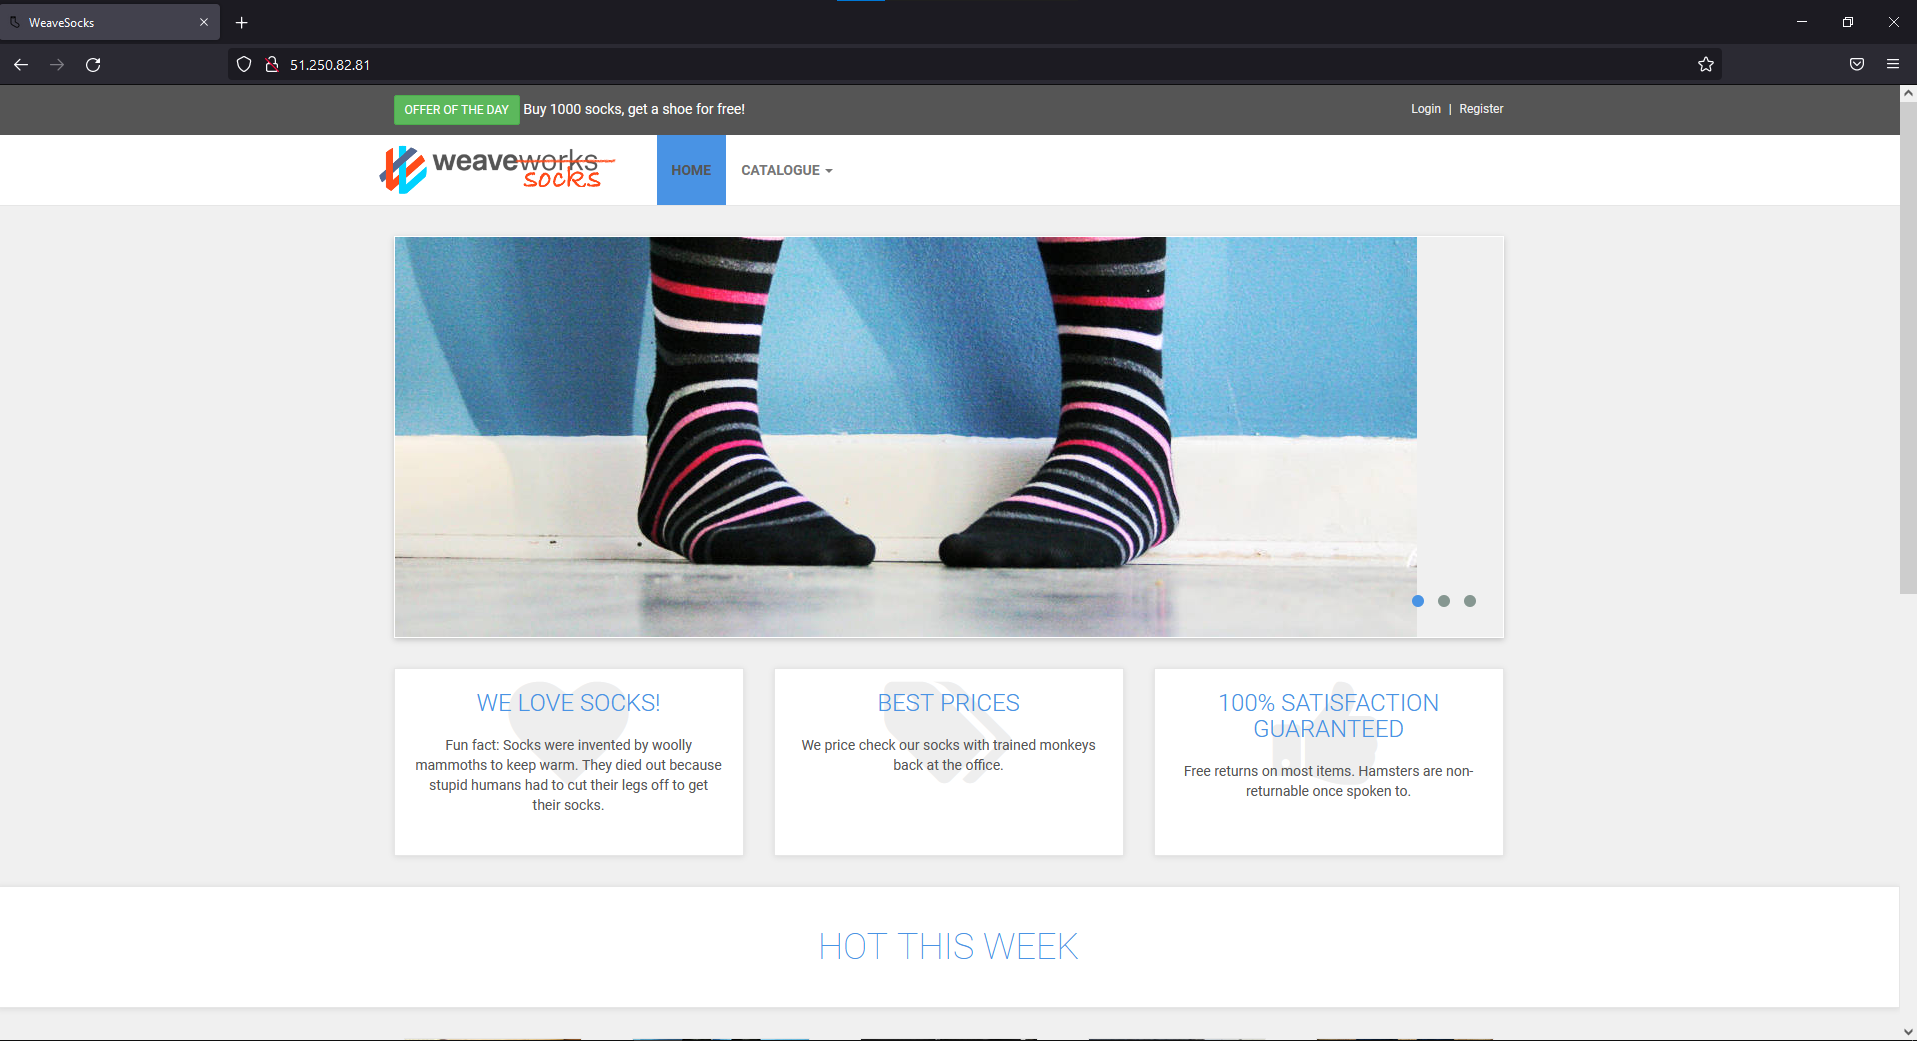 WeaveSocks
51.250.82.81
OFFER OF THE DAY Buy 1000 socks, get a shoe for free!
Login | Register
weaveworks
socks
HOME
CATALOGUE
WE LOVE SOCKS!
Fun fact: Socks were invented by woolly
mammoths to keep warm. They died out because
stupid humans had to cut their legs off to get
their socks.
BEST PRICES
We price check our socks with trained monkeys
back at the office.
100% SATISFACTION
GUARANTEED
Free returns on most items. Hamsters are non-
returnable once spoken to.
HOT THIS WEEK